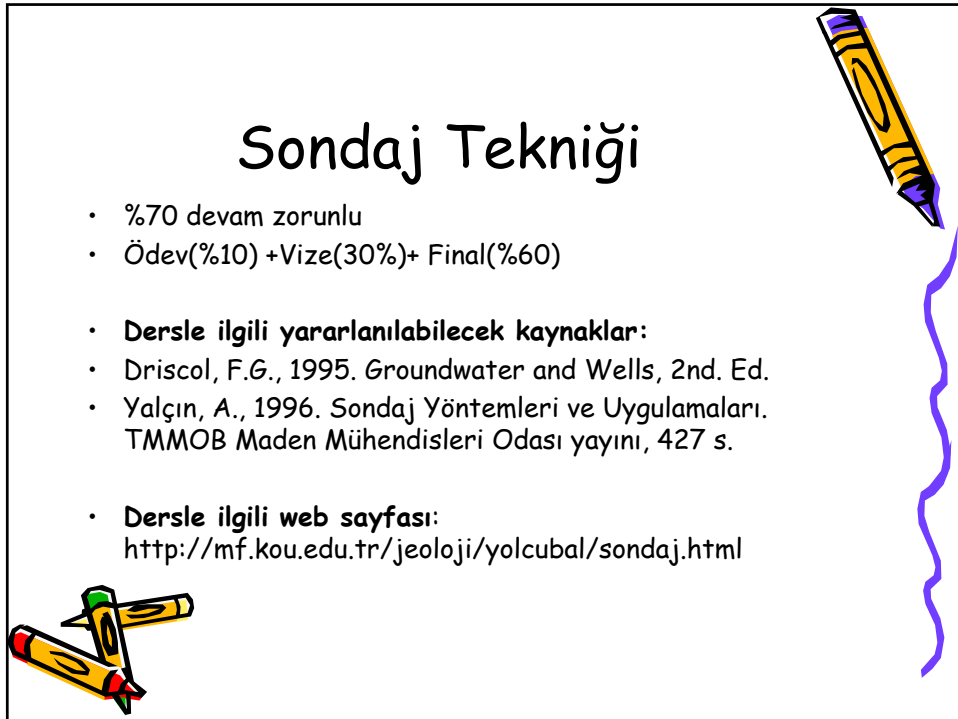 Sondaj Tekniği
• %70 devam zorunlu
• Ödev(%10) +Vize(30%)+ Final(%60)
• Dersle ilgili yararlanılabilecek kaynaklar:
• Driscol, F.G., 1995. Groundwater and Wells, 2nd. Ed.
• Yalçın, A., 1996. Sondaj Yöntemleri ve Uygulamaları.
TMMOB Maden Mühendisleri Odası yayını, 427 s.
• Dersle ilgili web sayfası:
http://mf.kou.edu.tr/jeoloji/yolcubal/sondaj.html